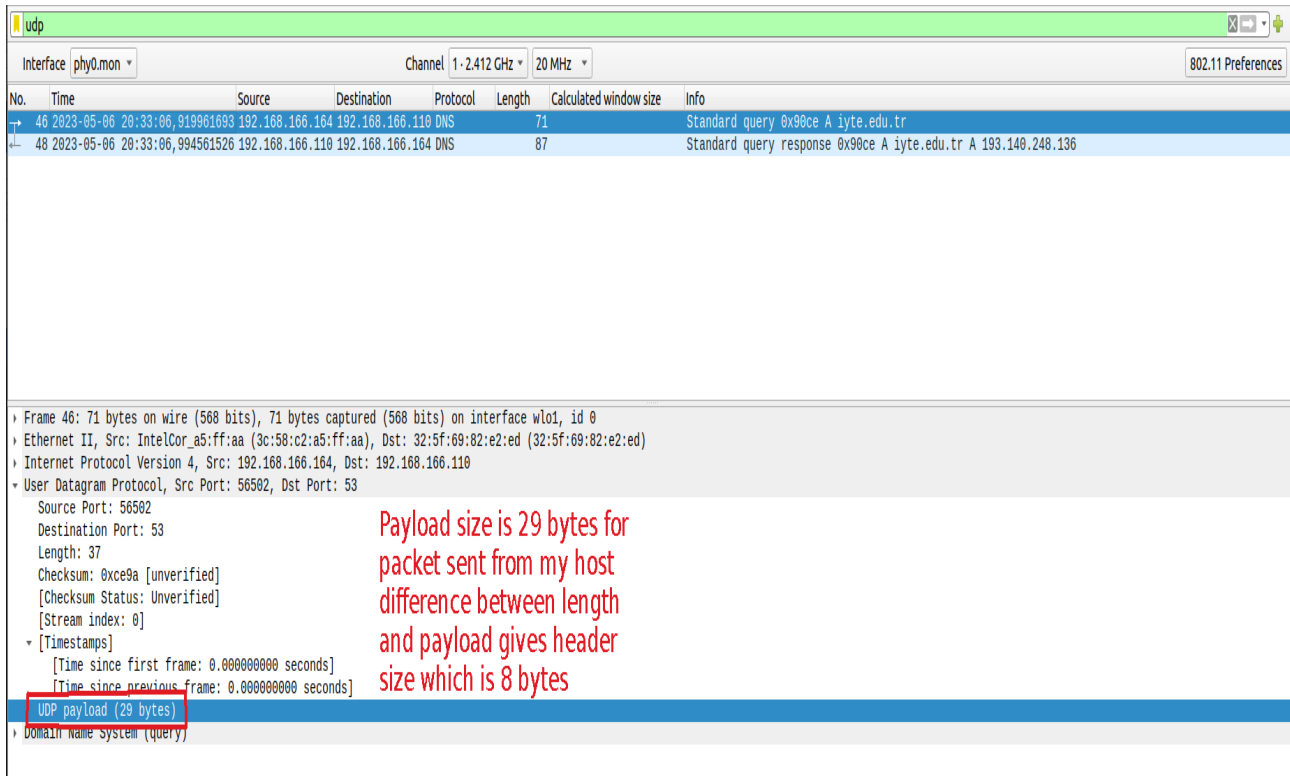 udp
Interface phy0.mon Channel 1 · 2.412 GHz 20 MHz 802.11 Preferences
No. Time Source Destination Protocol Length Calculated window size Info
46 2023-05-06 20:33:06,919961693 192.168.166.164 192.168.166.110 DNS 71 Standard query 0x90ce A iyte.edu.tr
48 2023-05-06 20:33:06,994561526 192.168.166.110 192.168.166.164 DNS 87 Standard query response 0x90ce A iyte.edu.tr A 193.140.248.136
Frame 46: 71 bytes on wire (568 bits), 71 bytes captured (568 bits) on interface wlo1, id 0
Ethernet II, Src: IntelCor_a5:ff:aa (3c:58:c2:a5:ff:aa), Dst: 32:5f:69:82:e2:ed (32:5f:69:82:e2:ed)
Internet Protocol Version 4, Src: 192.168.166.164, Dst: 192.168.166.110
User Datagram Protocol, Src Port: 56502, Dst Port: 53
Source Port: 56502
Destination Port: 53
Length: 37
Checksum: 0xce9a [unverified]
[Checksum Status: Unverified]
[Stream index: 0]
[Timestamps]
[Time since first frame: 0.000000000 seconds]
[Time since previous frame: 0.000000000 seconds]
UDP payload (29 bytes)
Domain Name System (query)
Payload size is 29 bytes for
packet sent from my host
difference between length
and payload gives header
size which is 8 bytes